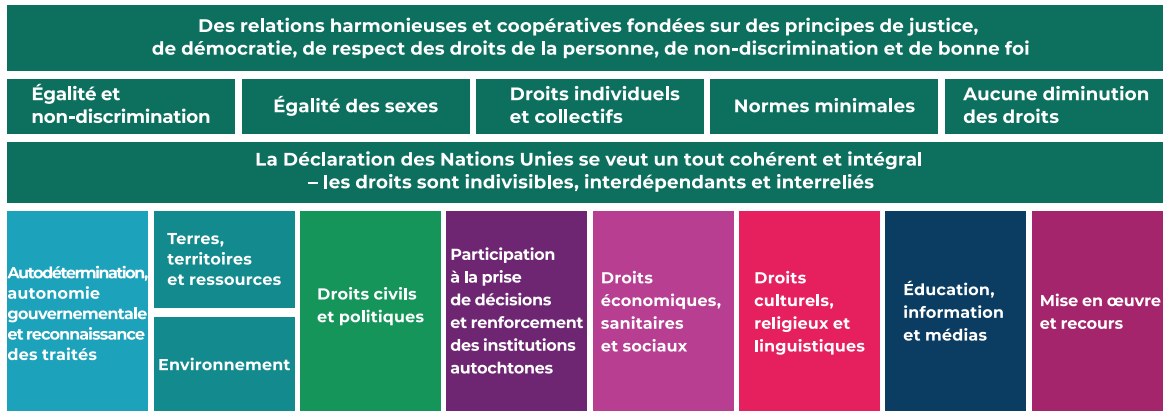 Des relations harmonieuses et coopératives fondées sur des principes de justice,
de démocratie, de respect des droits de la personne, de non-discrimination et de bonne foi
Égalité et
non-discrimination
Égalité des sexes
Droits individuels
et collectifs
Normes minimales
Aucune diminution
des droits
La Déclaration des Nations Unies se veut un tout cohérent et intégral
– les droits sont indivisibles, interdépendants et interreliés
Autodétermination,
autonomie
gouvernementale
et reconnaissance
des traités
Terres,
territoires
et ressources
Environnement
Droits civils
et politiques
Participation
à la prise
de décisions
et renforcement
des institutions
autochtones
Droits
économiques,
sanitaires
et sociaux
Droits
culturels,
religieux et
linguistiques
Éducation,
information
et médias
Mise en œuvre
et recours